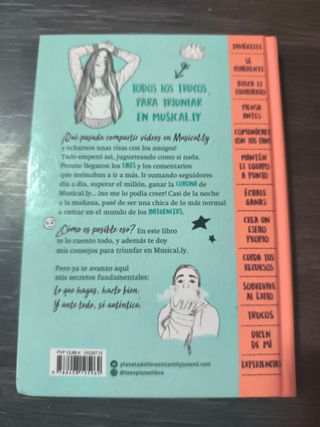 TODOS LOS TRUCOS
PARA TRIUNFAR
EN MUSICAL.LY
¡Qué pasada compartir vídeos en Musical.ly
y echarnos unas risas con los amigos!
Todo empezó así, jugueteando como si nada.
Pronto llegaron los LIKES y los comentarios
que animaban a ir a más. Ir sumando seguidores
día a día, superar el millón, ganar la CORONA
de Musical.ly... ¡no me lo podía creer! Casi de la noche
a la mañana, pasé de ser una chica de lo más normal
a entrar en el mundo de los INFLUENCERS.
¿Cómo es posible eso? En este libro
te lo cuento todo, y además te doy
mis consejos para triunfar en Musical.ly.
Pero ya te avanzo aquí
mis secretos fundamentales:
Lo que hagas, hazlo bien.
Y ante todo, sé auténtica.
planetadelibrosinfantilyjuvenil.com
@teenplanetlibro
DIVIÉRTETE
SÉ
COHERENTE
BUSCA EL
EQUILIBRIO
PIENSA
ANTES
COMUNÍCATE
CON TUS FANS
MANTÉN
EL EQUIPO
A PUNTO
ÉCHALE
GANAS
CREA UN
ESTILO
PROPIO
CUIDA TUS
RECURSOS
SOBREVIVE
AL ÉXITO
TRUCOS
DICEN
DE MÍ
EXPERIENCIAS